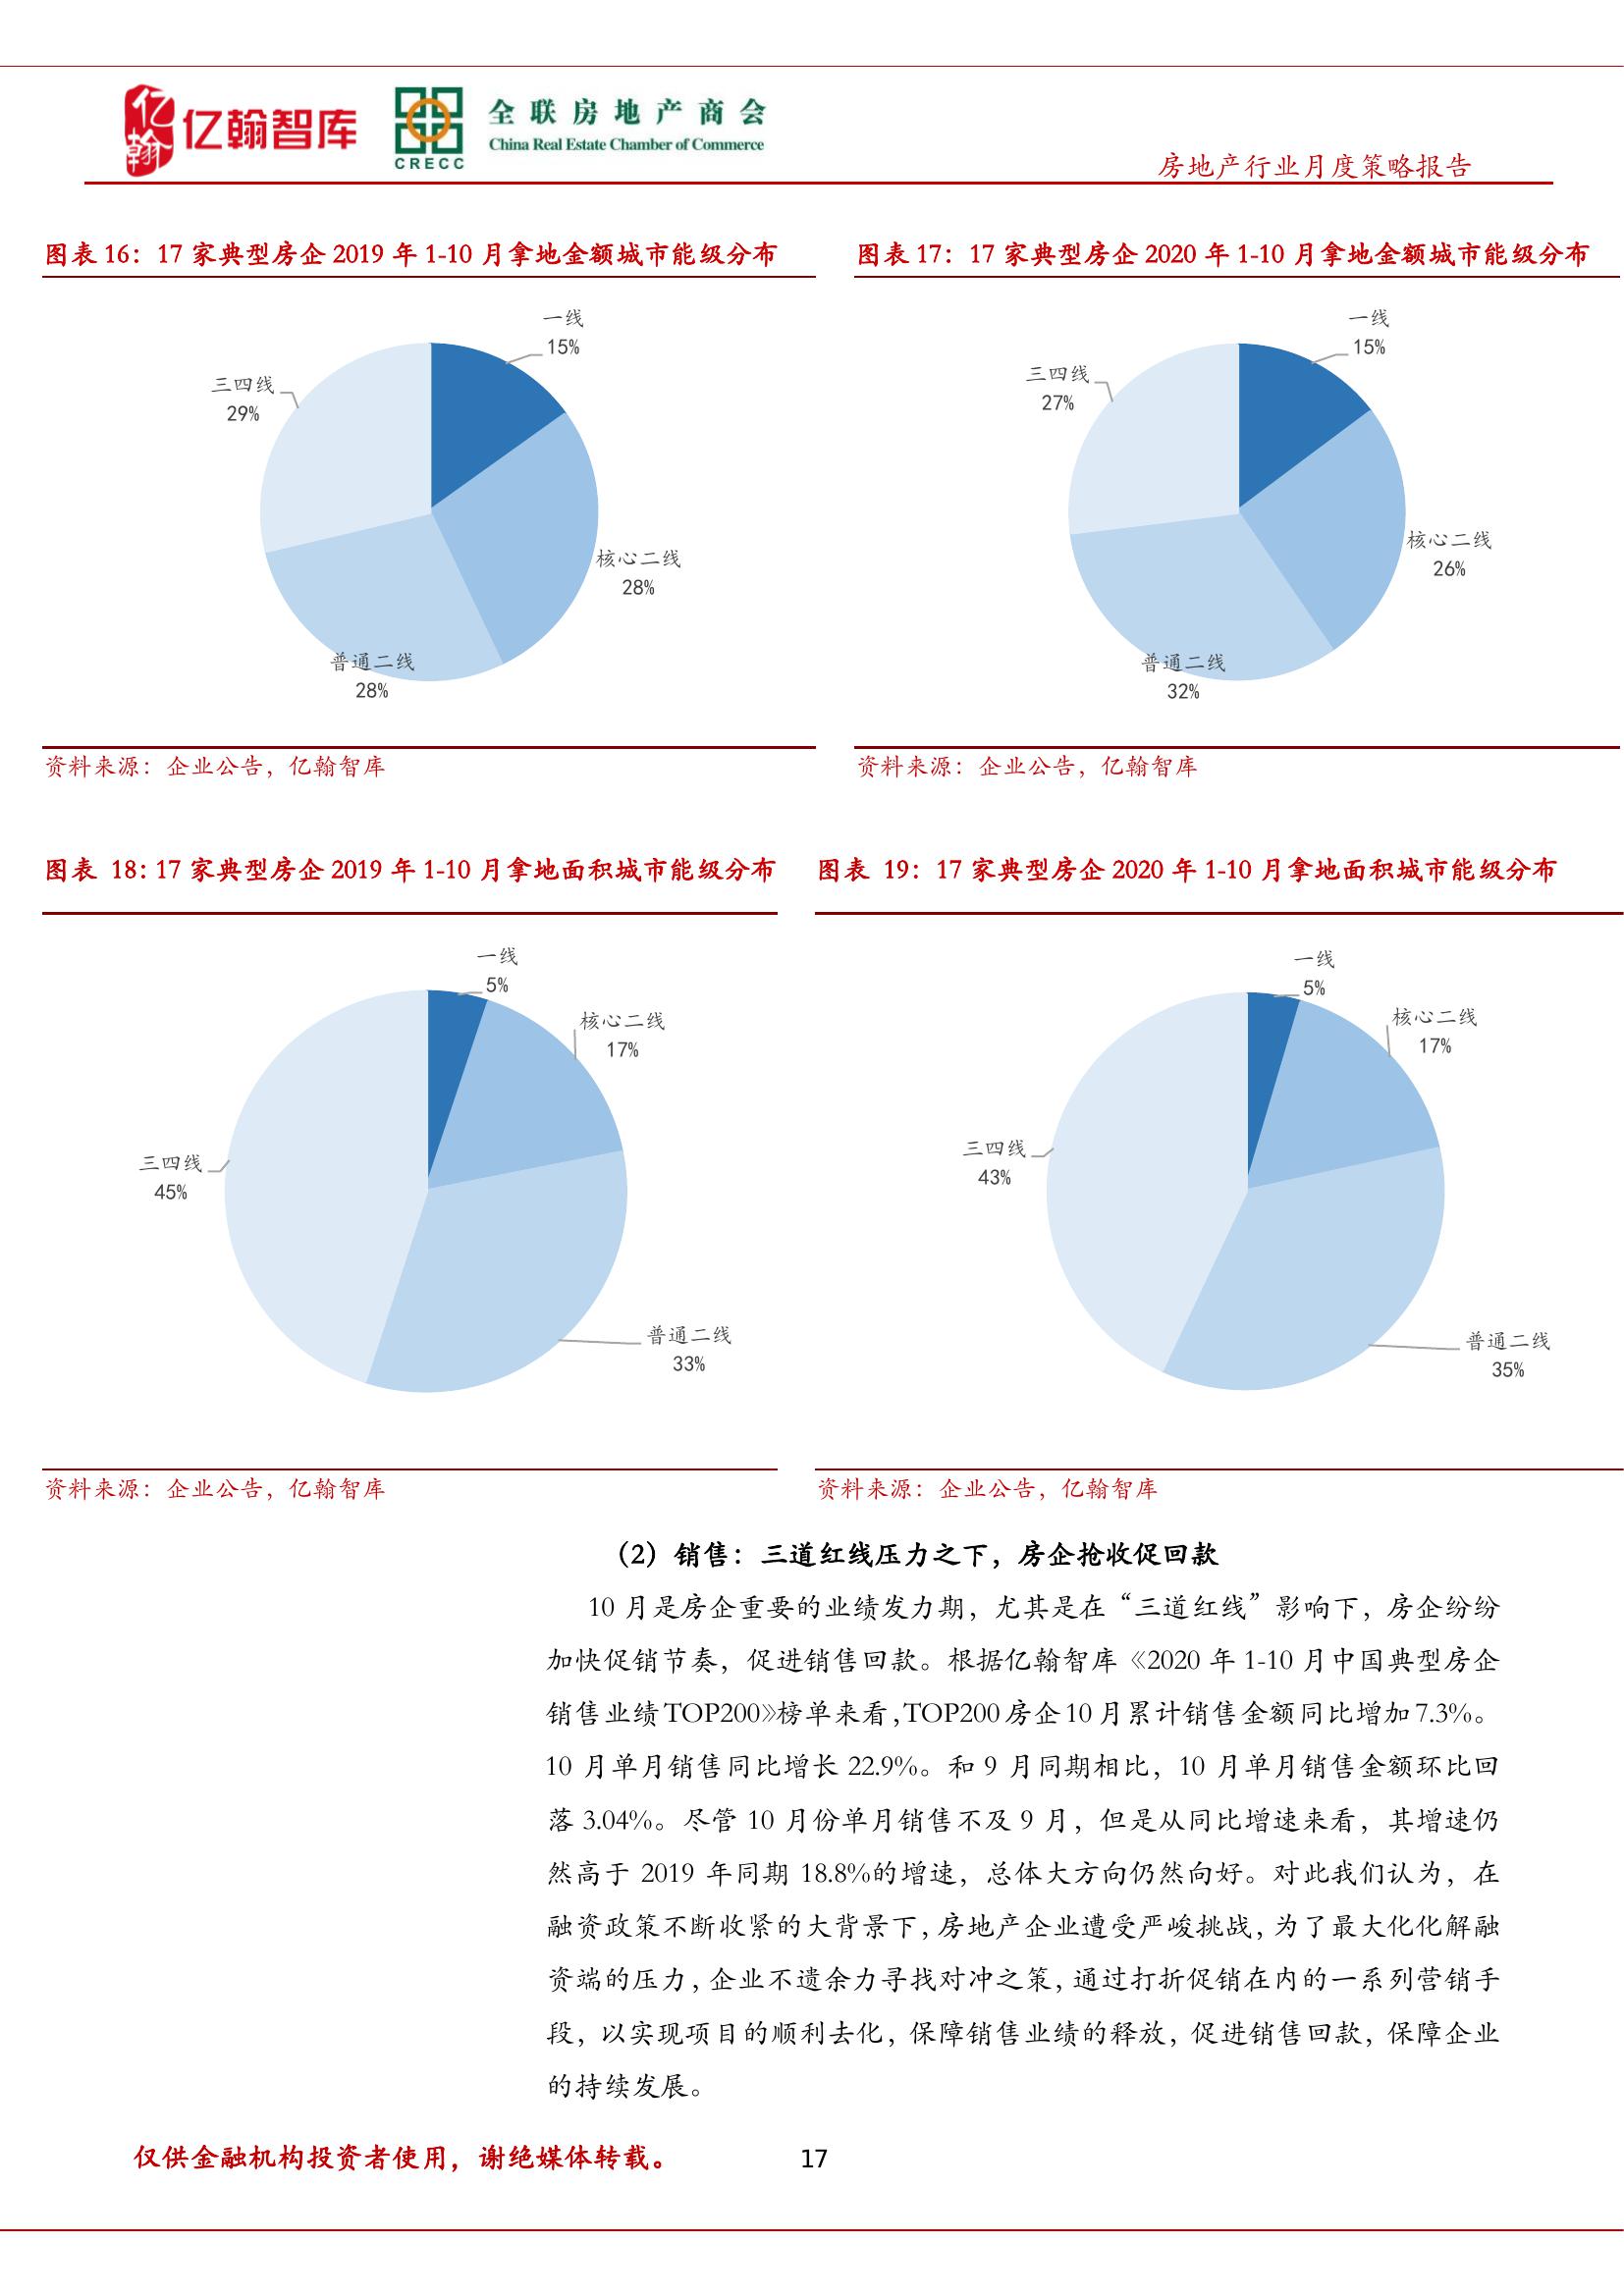 亿翰
亿翰智库
CRECC
全联房地产商会
China Real Estate Chamber of Commerce
房地产行业月度策略报告
图表 16：17 家典型房企 2019 年 1-10 月拿地金额城市能级分布
一线
15%
三四线
29%
核心二线
28%
普通二线
28%
资料来源：企业公告，亿翰智库
图表 17：17 家典型房企 2020 年 1-10 月拿地金额城市能级分布
一线
15%
三四线
27%
核心二线
26%
普通二线
32%
资料来源：企业公告，亿翰智库
图表 18：17 家典型房企 2019 年 1-10 月拿地面积城市能级分布
一线
5%
核心二线
17%
三四线
45%
普通二线
33%
资料来源：企业公告，亿翰智库
图表 19：17 家典型房企 2020 年 1-10 月拿地面积城市能级分布
一线
5%
核心二线
17%
三四线
43%
普通二线
35%
资料来源：企业公告，亿翰智库
（2）销售：三道红线压力之下，房企抢收促回款
10 月是房企重要的业绩发力期，尤其是在“三道红线”影响下，房企纷纷
加快促销节奏，促进销售回款。根据亿翰智库《2020 年 1-10 月中国典型房企
销售业绩 TOP200》榜单来看，TOP200 房企 10 月累计销售金额同比增加 7.3%。
10 月单月销售同比增长 22.9%。和 9 月同期相比，10 月单月销售金额环比回
落 3.04%。尽管 10 月份单月销售不及 9 月，但是从同比增速来看，其增速仍
然高于 2019 年同期 18.8%的增速，总体大方向仍然向好。对此我们认为，在
融资政策不断收紧的大背景下，房地产企业遭受严峻挑战，为了最大化化解融
资端的压力，企业不遗余力寻找对冲之策，通过打折促销在内的一系列营销手
段，以实现项目的顺利去化，保障销售业绩的释放，促进销售回款，保障企业
的持续发展。
仅供金融机构投资者使用，谢绝媒体转载。
17